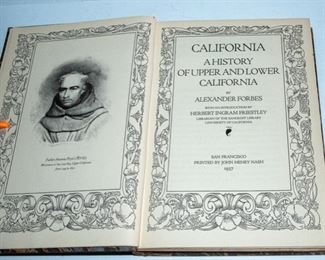 CALIFORNIA
A HISTORY
OF UPPER AND LOWER
CALIFORNIA
BY
ALEXANDER FORBES
WITH AN INTRODUCTION BY
HERBERT INGRAM PRIESTLEY
LIBRARIAN OF THE BANCROFT LIBRARY
UNIVERSITY OF CALIFORNIA
SAN FRANCISCO
PRINTED BY JOHN HENRY NASH
1937